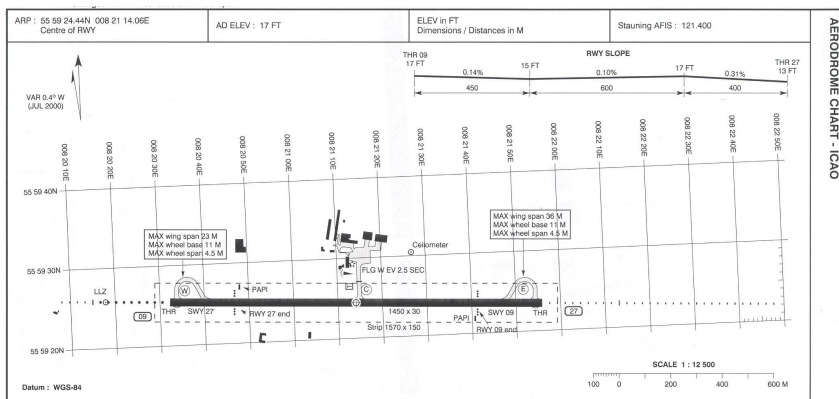 ARP : 55 59 24.44N 008 21 14.06E
Centre of RWY
AD ELEV : 17 FT
ELEV in FT
Dimensions / Distances in M
Stauning AFIS : 121.400
AERODROME CHART - ICAO
RWY SLOPE
THR 09
17 FT
15 FT
17 FT
THR 27
13 FT
0.14%
0.10%
0.31%
450
600
400
VAR 0.4° W
(JUL 2000)
008 20 10E
008 20 20E
008 20 30E
008 20 40E
008 20 50E
008 21 00E
008 21 10E
008 21 20E
008 21 30E
008 21 40E
008 21 50E
008 22 00E
008 22 10E
008 22 20E
008 22 30E
008 22 40E
008 22 50E
55 59 40N
MAX wing span 23 M
MAX wheel base 11 M
MAX wheel span 4.5 M
MAX wing span 36 M
MAX wheel base 11 M
MAX wheel span 4.5 M
Ceilometer
55 59 30N
FLG W EV 2.5 SEC
LLZ
W
PAPI
C
E
09
THR
SWY 27
RWY 27 end
1450 x 30
PAPI
SWY 09
THR
27
Strip 1570 x 150
RWY 09 end
55 59 20N
Datum : WGS-84
SCALE 1 : 12 500
100
0
200
400
600 M